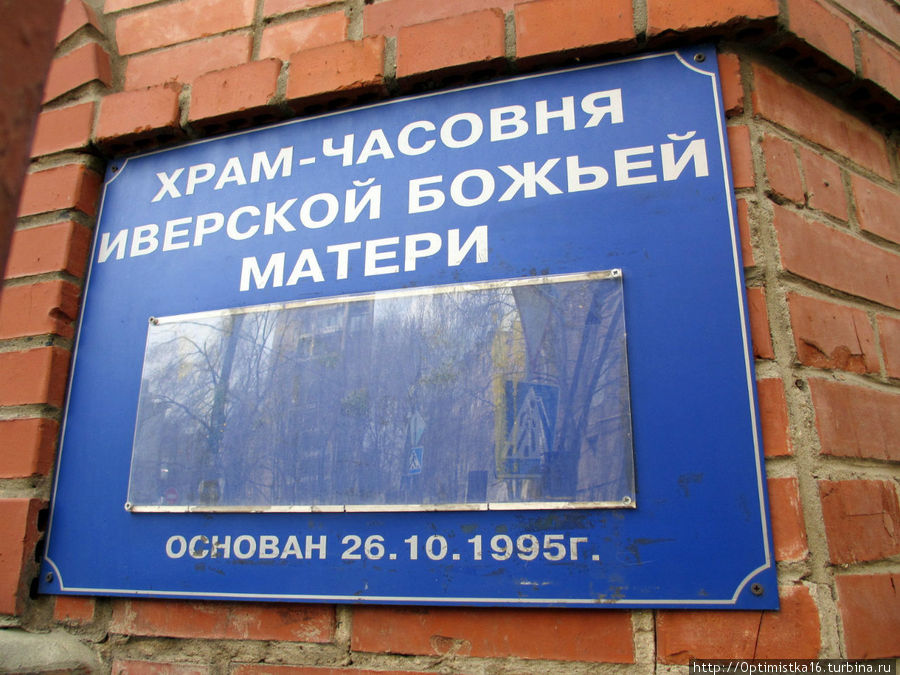 ХРАМ-ЧАСОВНЯ
ИВЕРСКОЙ БОЖЬЕЙ
МАТЕРИ
ОСНОВАН 26.10.1995г.
http://Optimistka16.turbina.ru